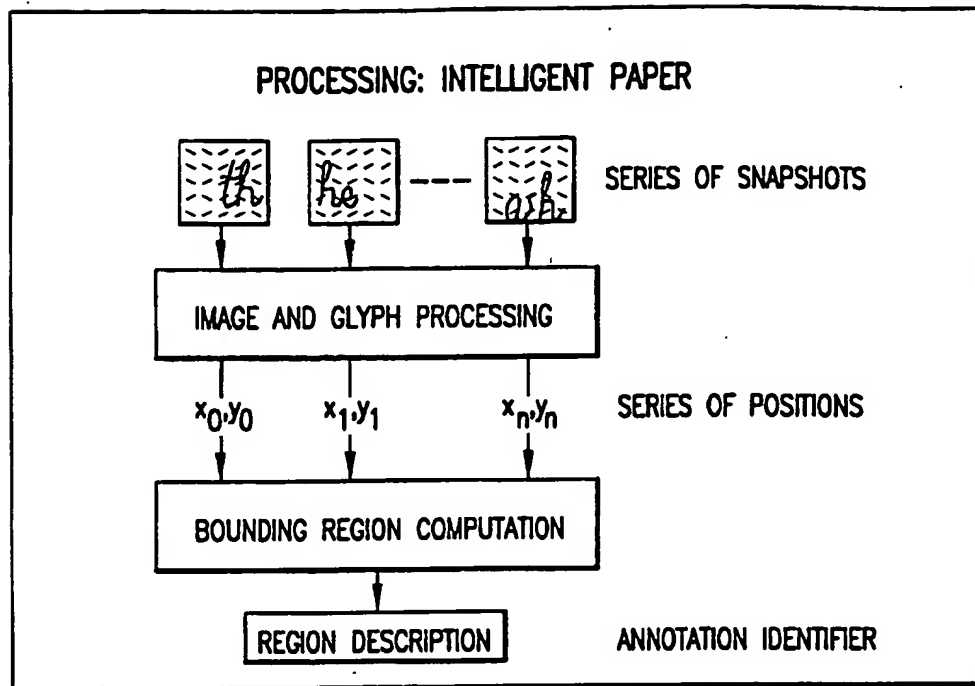 PROCESSING: INTELLIGENT PAPER
th he ash SERIES OF SNAPSHOTS
IMAGE AND GLYPH PROCESSING
x₀,y₀ x₁,y₁ xₙ,yₙ SERIES OF POSITIONS
BOUNDING REGION COMPUTATION
REGION DESCRIPTION ANNOTATION IDENTIFIER